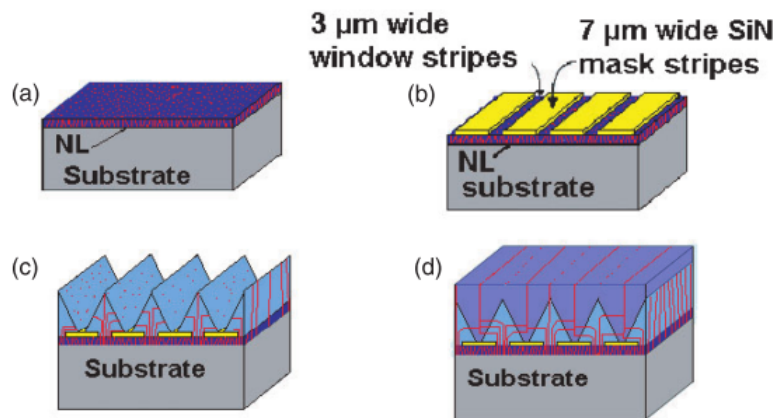 3 µm wide
window stripes
7 µm wide SiN
mask stripes
(a)
NL
Substrate
(b)
NL
substrate
(c)
Substrate
(d)
Substrate